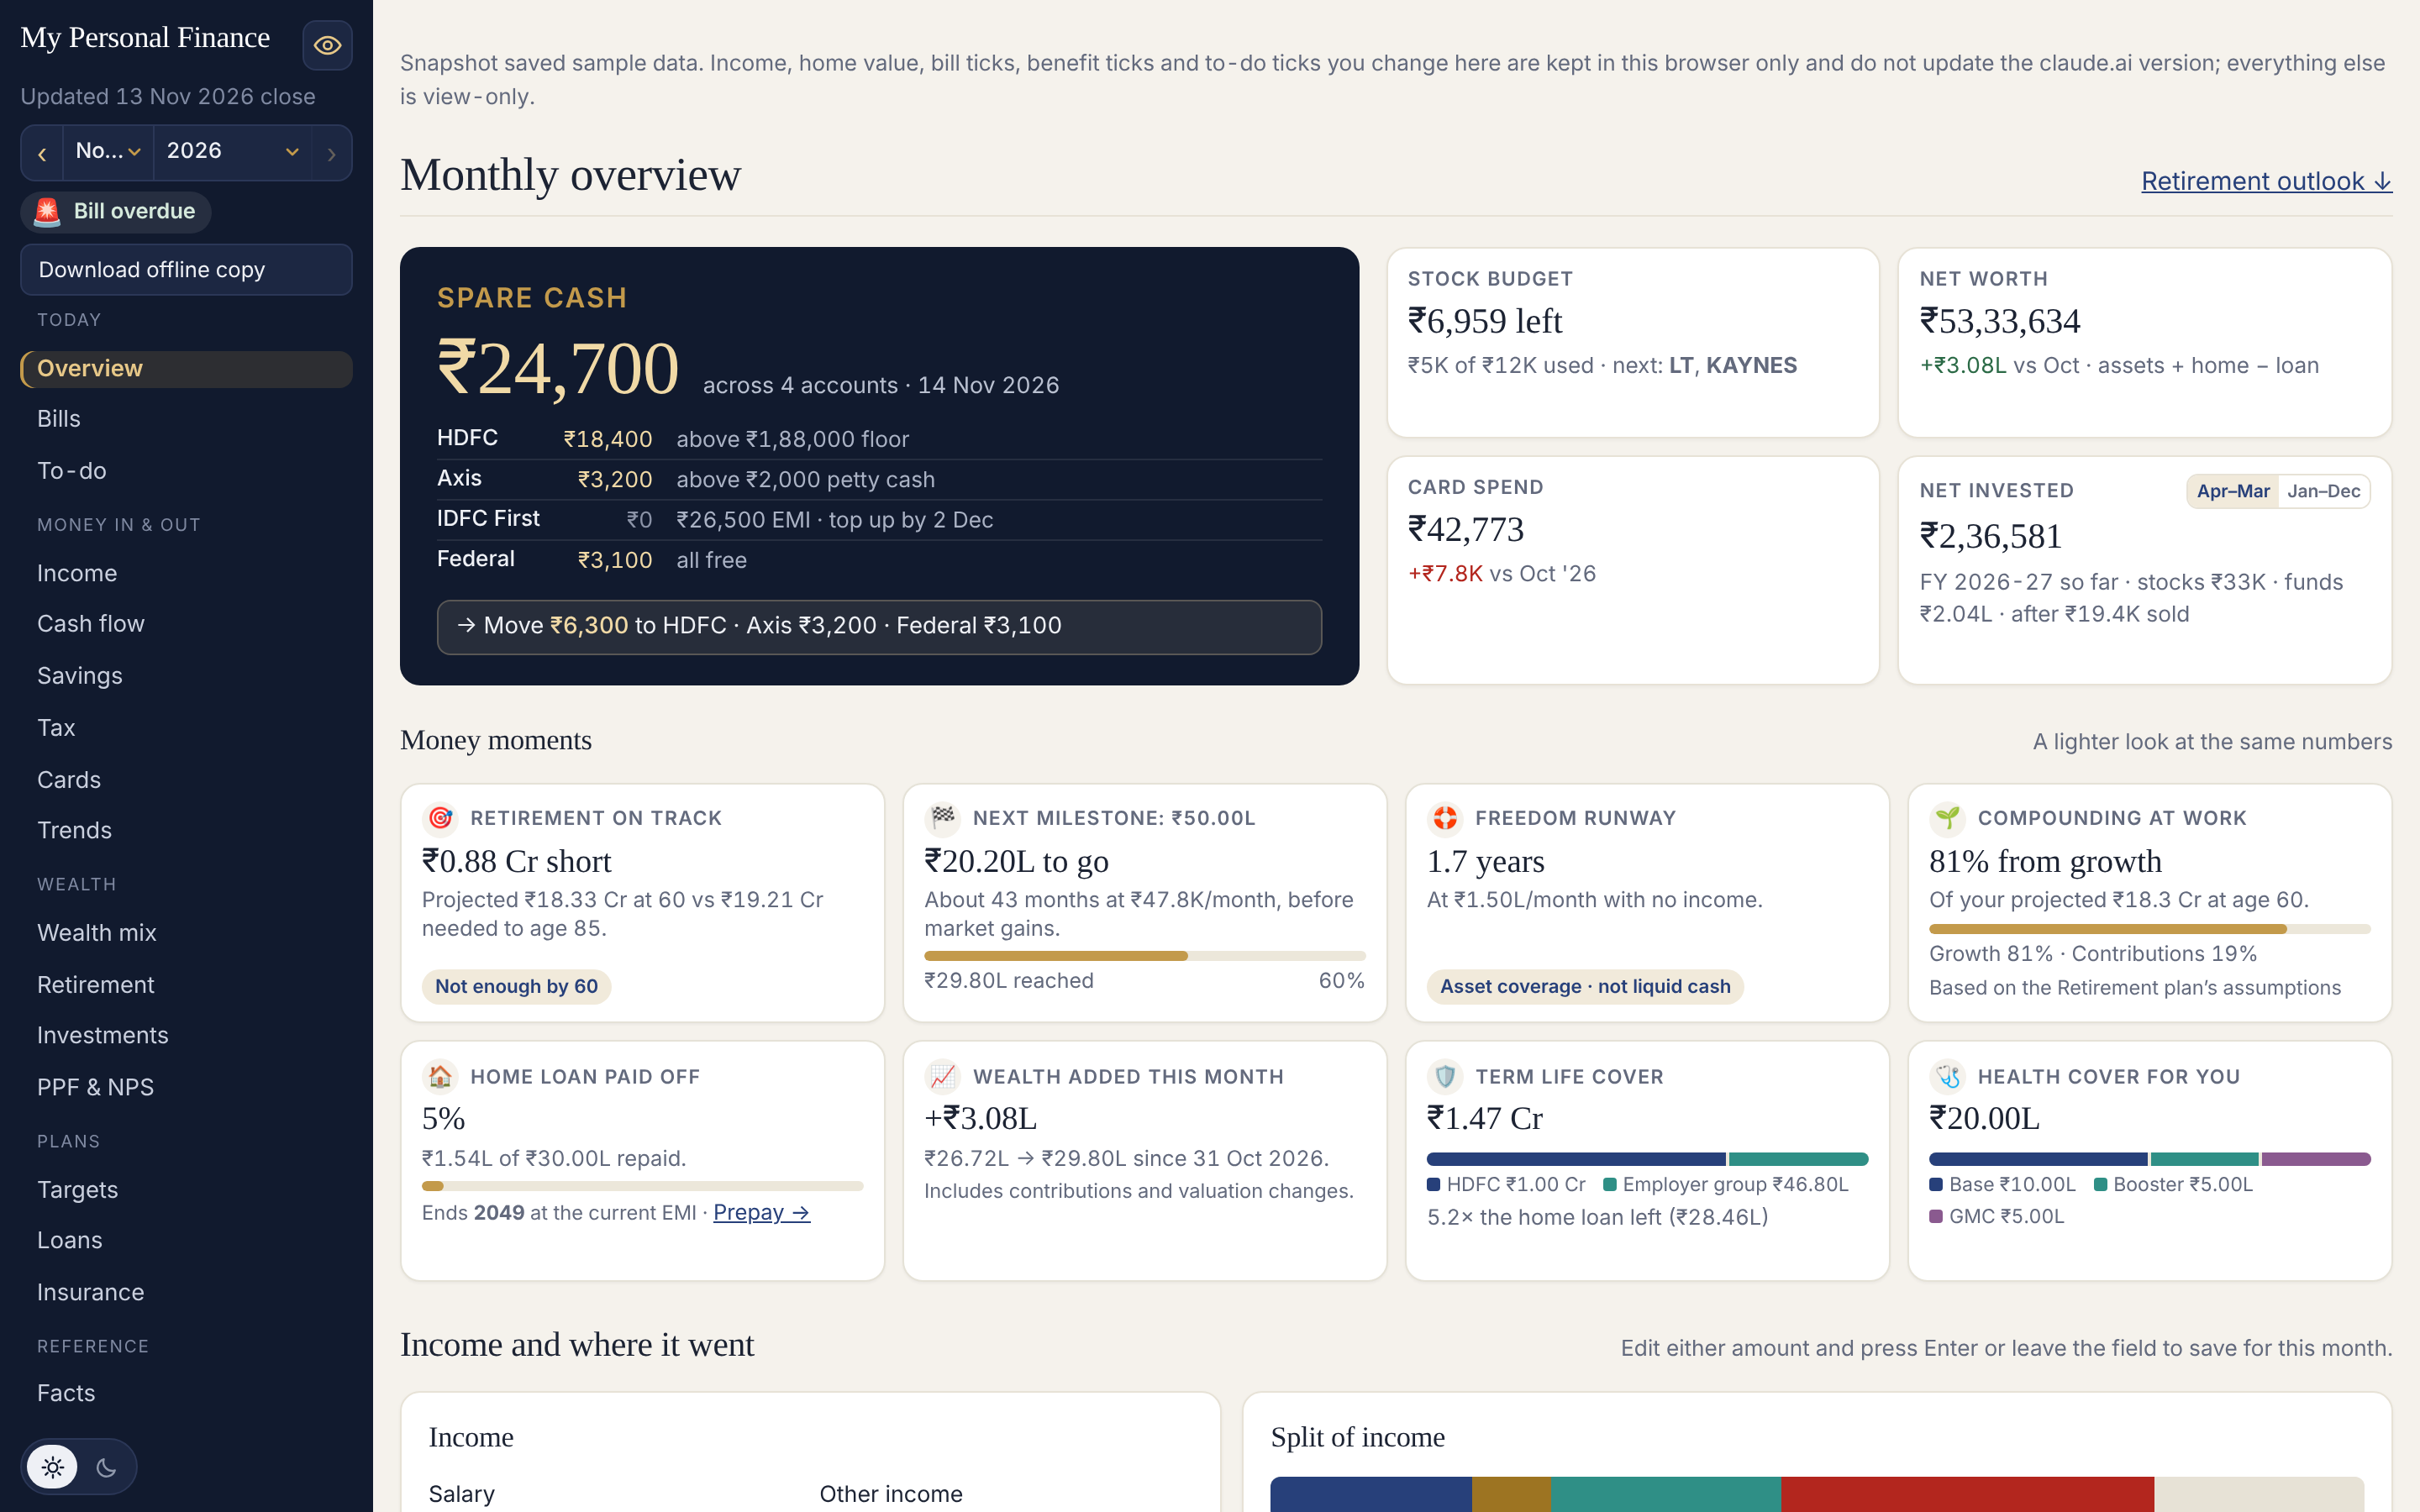 My Personal Finance
Updated 13 Nov 2026 close
‹ No... 2026 ›
🚨 Bill overdue
Download offline copy
TODAY
Overview
Bills
To-do
MONEY IN & OUT
Income
Cash flow
Savings
Tax
Cards
Trends
WEALTH
Wealth mix
Retirement
Investments
PPF & NPS
PLANS
Targets
Loans
Insurance
REFERENCE
Facts
Snapshot saved sample data. Income, home value, bill ticks, benefit ticks and to-do ticks you change here are kept in this browser only and do not update the claude.ai version; everything else
is view-only.
Monthly overview
Retirement outlook ↓
SPARE CASH
₹24,700 across 4 accounts · 14 Nov 2026
HDFC ₹18,400 above ₹1,88,000 floor
Axis ₹3,200 above ₹2,000 petty cash
IDFC First ₹0 ₹26,500 EMI · top up by 2 Dec
Federal ₹3,100 all free
→ Move ₹6,300 to HDFC · Axis ₹3,200 · Federal ₹3,100
STOCK BUDGET
₹6,959 left
₹5K of ₹12K used · next: LT, KAYNES
NET WORTH
₹53,33,634
+₹3.08L vs Oct · assets + home − loan
CARD SPEND
₹42,773
+₹7.8K vs Oct '26
NET INVESTED
Apr–Mar Jan–Dec
₹2,36,581
FY 2026-27 so far · stocks ₹33K · funds
₹2.04L · after ₹19.4K sold
Money moments
A lighter look at the same numbers
RETIREMENT ON TRACK
₹0.88 Cr short
Projected ₹18.33 Cr at 60 vs ₹19.21 Cr
needed to age 85.
Not enough by 60
NEXT MILESTONE: ₹50.00L
₹20.20L to go
About 43 months at ₹47.8K/month, before
market gains.
₹29.80L reached 60%
FREEDOM RUNWAY
1.7 years
At ₹1.50L/month with no income.
Asset coverage · not liquid cash
COMPOUNDING AT WORK
81% from growth
Of your projected ₹18.3 Cr at age 60.
Growth 81% · Contributions 19%
Based on the Retirement plan’s assumptions
HOME LOAN PAID OFF
5%
₹1.54L of ₹30.00L repaid.
Ends 2049 at the current EMI · Prepay →
WEALTH ADDED THIS MONTH
+₹3.08L
₹26.72L → ₹29.80L since 31 Oct 2026.
Includes contributions and valuation changes.
TERM LIFE COVER
₹1.47 Cr
HDFC ₹1.00 Cr Employer group ₹46.80L
5.2× the home loan left (₹28.46L)
HEALTH COVER FOR YOU
₹20.00L
Base ₹10.00L Booster ₹5.00L
GMC ₹5.00L
Income and where it went
Edit either amount and press Enter or leave the field to save for this month.
Income
Salary Other income
Split of income